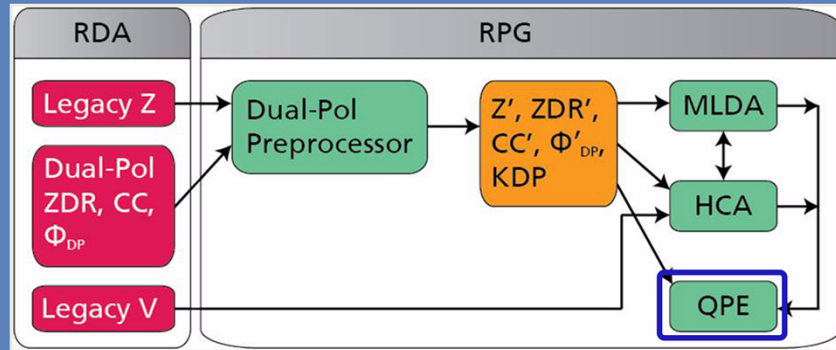 RDA
RPG
Legacy Z
Dual-Pol
ZDR, CC,
ΦDP
Legacy V
Dual-Pol
Preprocessor
Z′, ZDR′,
CC′, Φ′DP,
KDP
MLDA
HCA
QPE